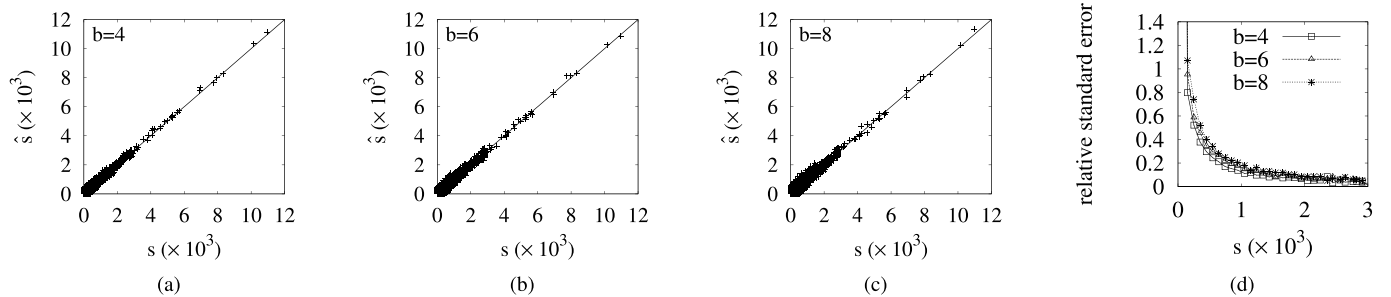 b=4
12
10
8
6
4
2
0
0 2 4 6 8 10 12
ŝ (× 10³)
s (× 10³)
(a)
b=6
12
10
8
6
4
2
0
0 2 4 6 8 10 12
ŝ (× 10³)
s (× 10³)
(b)
b=8
12
10
8
6
4
2
0
0 2 4 6 8 10 12
ŝ (× 10³)
s (× 10³)
(c)
relative standard error
1.4
1.2
1
0.8
0.6
0.4
0.2
0
b=4
b=6
b=8
0 1 2 3
s (× 10³)
(d)